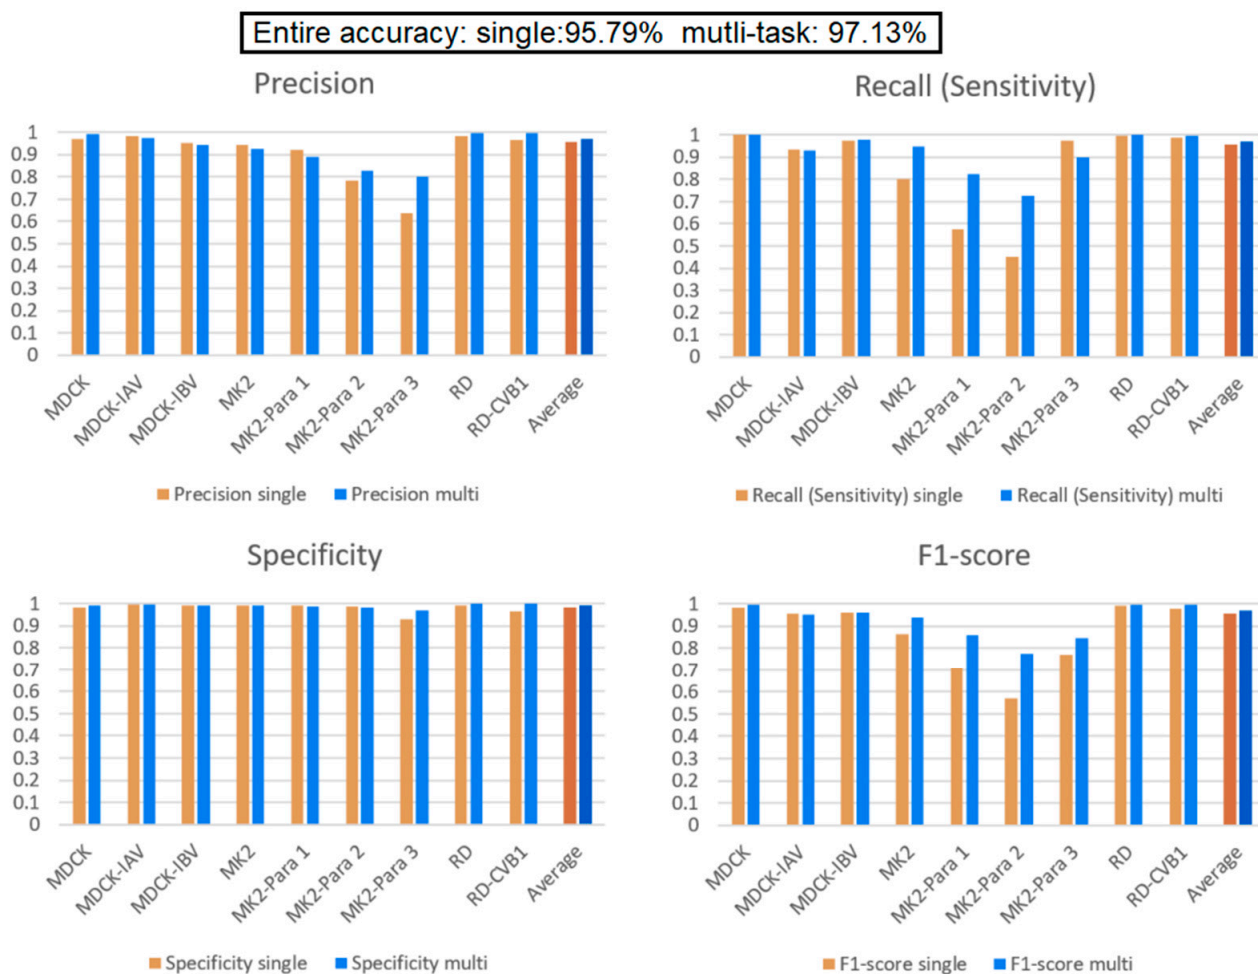 Entire accuracy: single:95.79% mutli-task: 97.13%
Precision
1
0.9
0.8
0.7
0.6
0.5
0.4
0.3
0.2
0.1
0
MDCK
MDCK-IAV
MDCK-IBV
MK2
MK2-Para 1
MK2-Para 2
MK2-Para 3
RD
RD-CVB1
Average
Precision single Precision multi
Recall (Sensitivity)
1
0.9
0.8
0.7
0.6
0.5
0.4
0.3
0.2
0.1
0
MDCK
MDCK-IAV
MDCK-IBV
MK2
MK2-Para 1
MK2-Para 2
MK2-Para 3
RD
RD-CVB1
Average
Recall (Sensitivity) single Recall (Sensitivity) multi
Specificity
1
0.9
0.8
0.7
0.6
0.5
0.4
0.3
0.2
0.1
0
MDCK
MDCK-IAV
MDCK-IBV
MK2
MK2-Para 1
MK2-Para 2
MK2-Para 3
RD
RD-CVB1
Average
Specificity single Specificity multi
F1-score
1
0.9
0.8
0.7
0.6
0.5
0.4
0.3
0.2
0.1
0
MDCK
MDCK-IAV
MDCK-IBV
MK2
MK2-Para 1
MK2-Para 2
MK2-Para 3
RD
RD-CVB1
Average
F1-score single F1-score multi